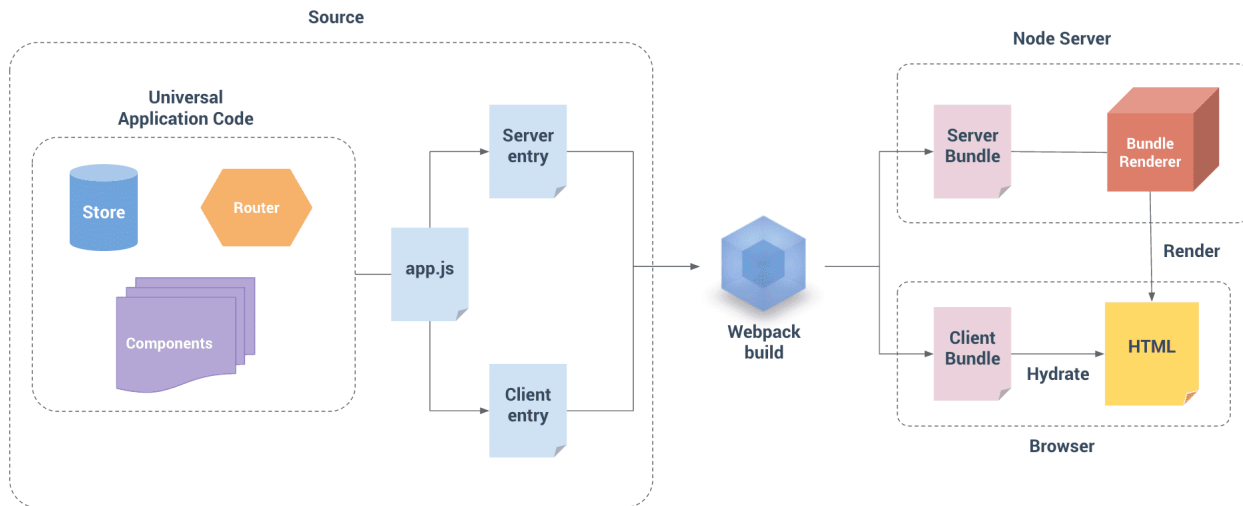 Source
Universal
Application Code
Store
Router
Components
app.js
Server
entry
Client
entry
Webpack
build
Node Server
Server
Bundle
Bundle
Renderer
Render
Client
Bundle
Hydrate
HTML
Browser